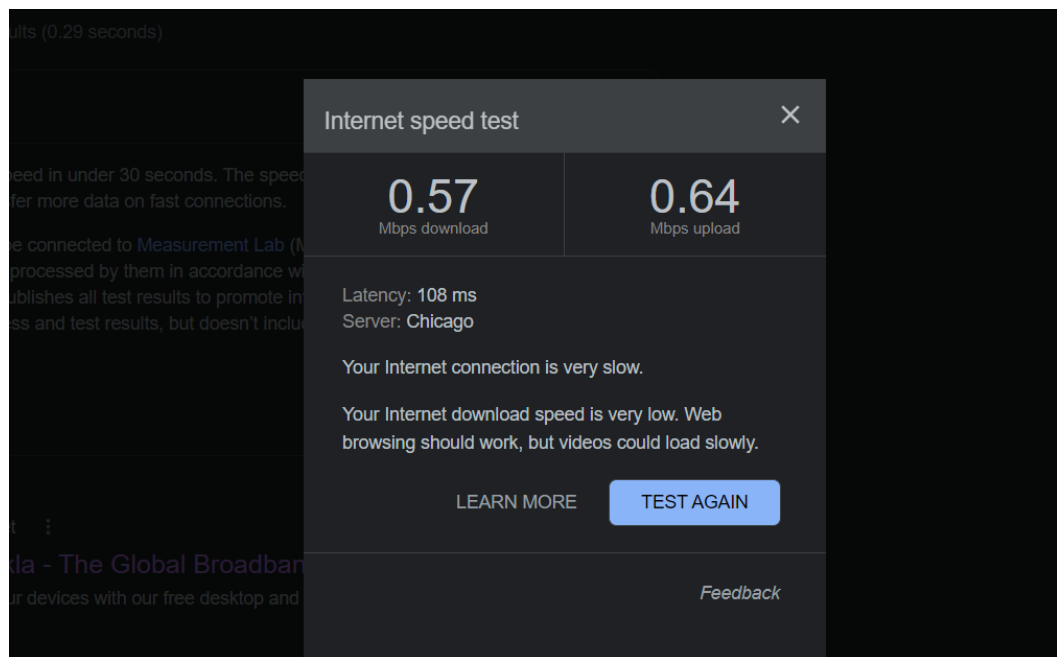 ults (0.29 seconds)
Internet speed test
0.57
Mbps download
0.64
Mbps upload
eed in under 30 seconds. The speed
fer more data on fast connections.
be connected to Measurement Lab (M
processed by them in accordance wi
ublishes all test results to promote in
ss and test results, but doesn't inclu
Latency: 108 ms
Server: Chicago
Your Internet connection is very slow.
Your Internet download speed is very low. Web
browsing should work, but videos could load slowly.
LEARN MORE
TEST AGAIN
t
kla - The Global Broadban
ur devices with our free desktop and
Feedback